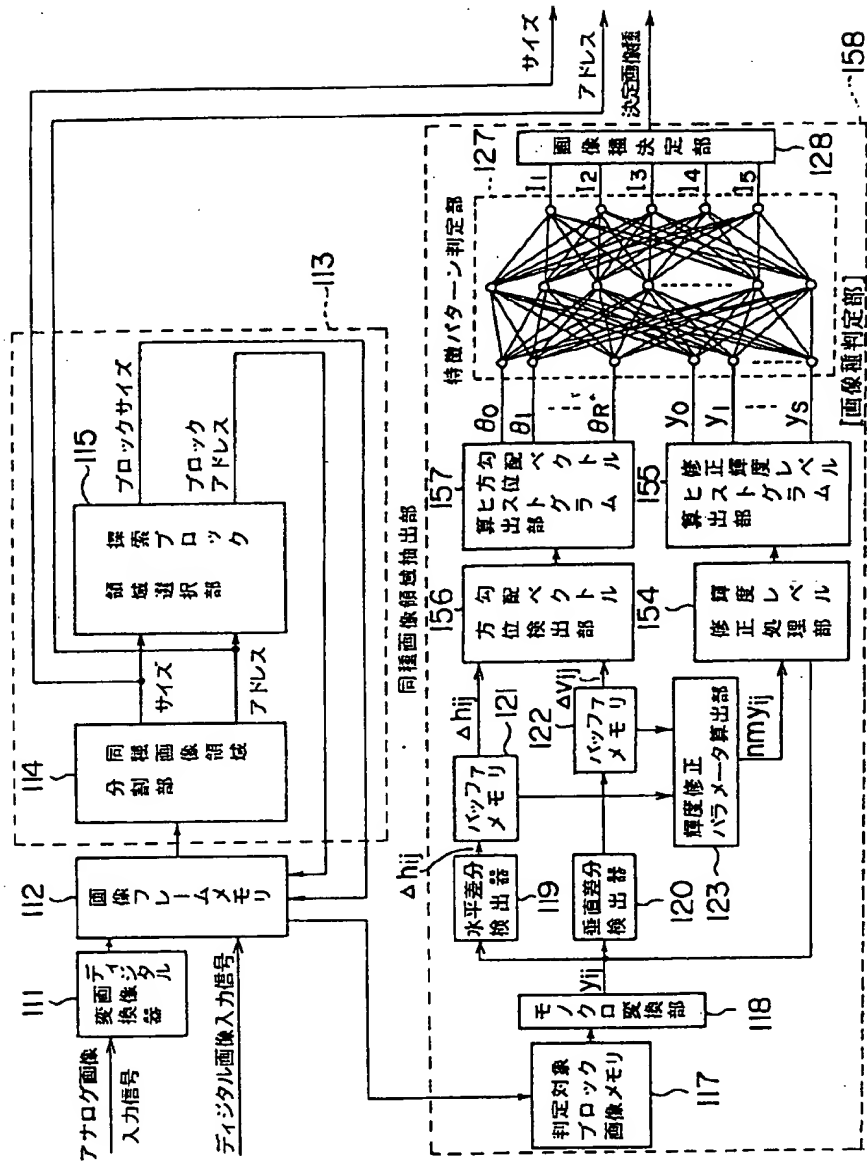 アナログ画像
入力信号
ディジタル画像入力信号
111
ディジタル
画像
変換器
112
画像フレームメモリ
114
同種画像領域
分割部
サイズ
アドレス
115
探索ブロック
領域選択部
ブロックサイズ
ブロック
アドレス
同種画像領域抽出部
113
サイズ
アドレス
決定画像種
判定対象
ブロック
画像メモリ
117
モノクロ変換部
118
yij
水平差分
検出器
119
垂直差分
検出器
120
Δhij
バッファ
メモリ
121
Δhij
バッファ
メモリ
122
ΔVij
輝度修正
パラメータ算出部
123
nmyij
156
勾配ベクトル
方位検出部
154
輝度レベル
修正処理部
157
勾配ベクトル
方位ヒストグラム
算出部
155
修正輝度レベル
ヒストグラム
算出部
θ0
θ1
θR
y0
y1
yS
特徴パターン判定部
127
I1
I2
I3
I4
I5
画像種決定部
128
[画像種判定部]
158